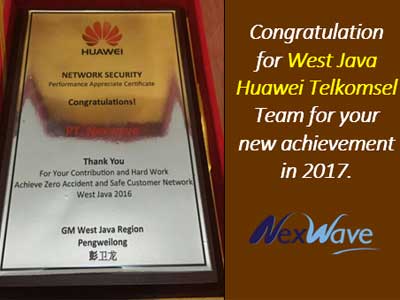 HUAWEI
NETWORK SECURITY
Performance Appreciate Certificate
Congratulations!
PT. Nexwave
Thank You
For Your Contribution and Hard Work
Achieve Zero Accident and Safe Customer Network
West Java 2016
GM West Java Region
Pengweilong
彭卫龙
Congratulation
for West Java
Huawei Telkomsel
Team for your
new achievement
in 2017.
NexWave